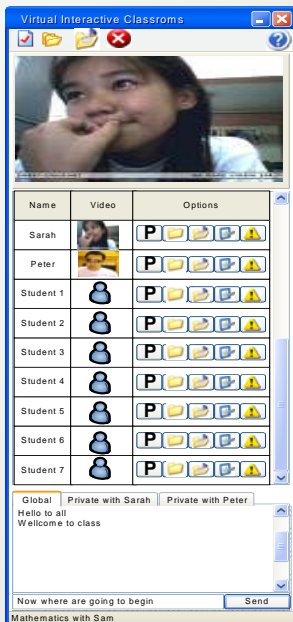 Virtual Interactive Classroms
Name Video Options
Sarah P
Peter P
Student 1 P
Student 2 P
Student 3 P
Student 4 P
Student 5 P
Student 6 P
Student 7 P
Global Private with Sarah Private with Peter
Hello to all
Wellcome to class
Now where are going to begin Send
Mathematics with Sam